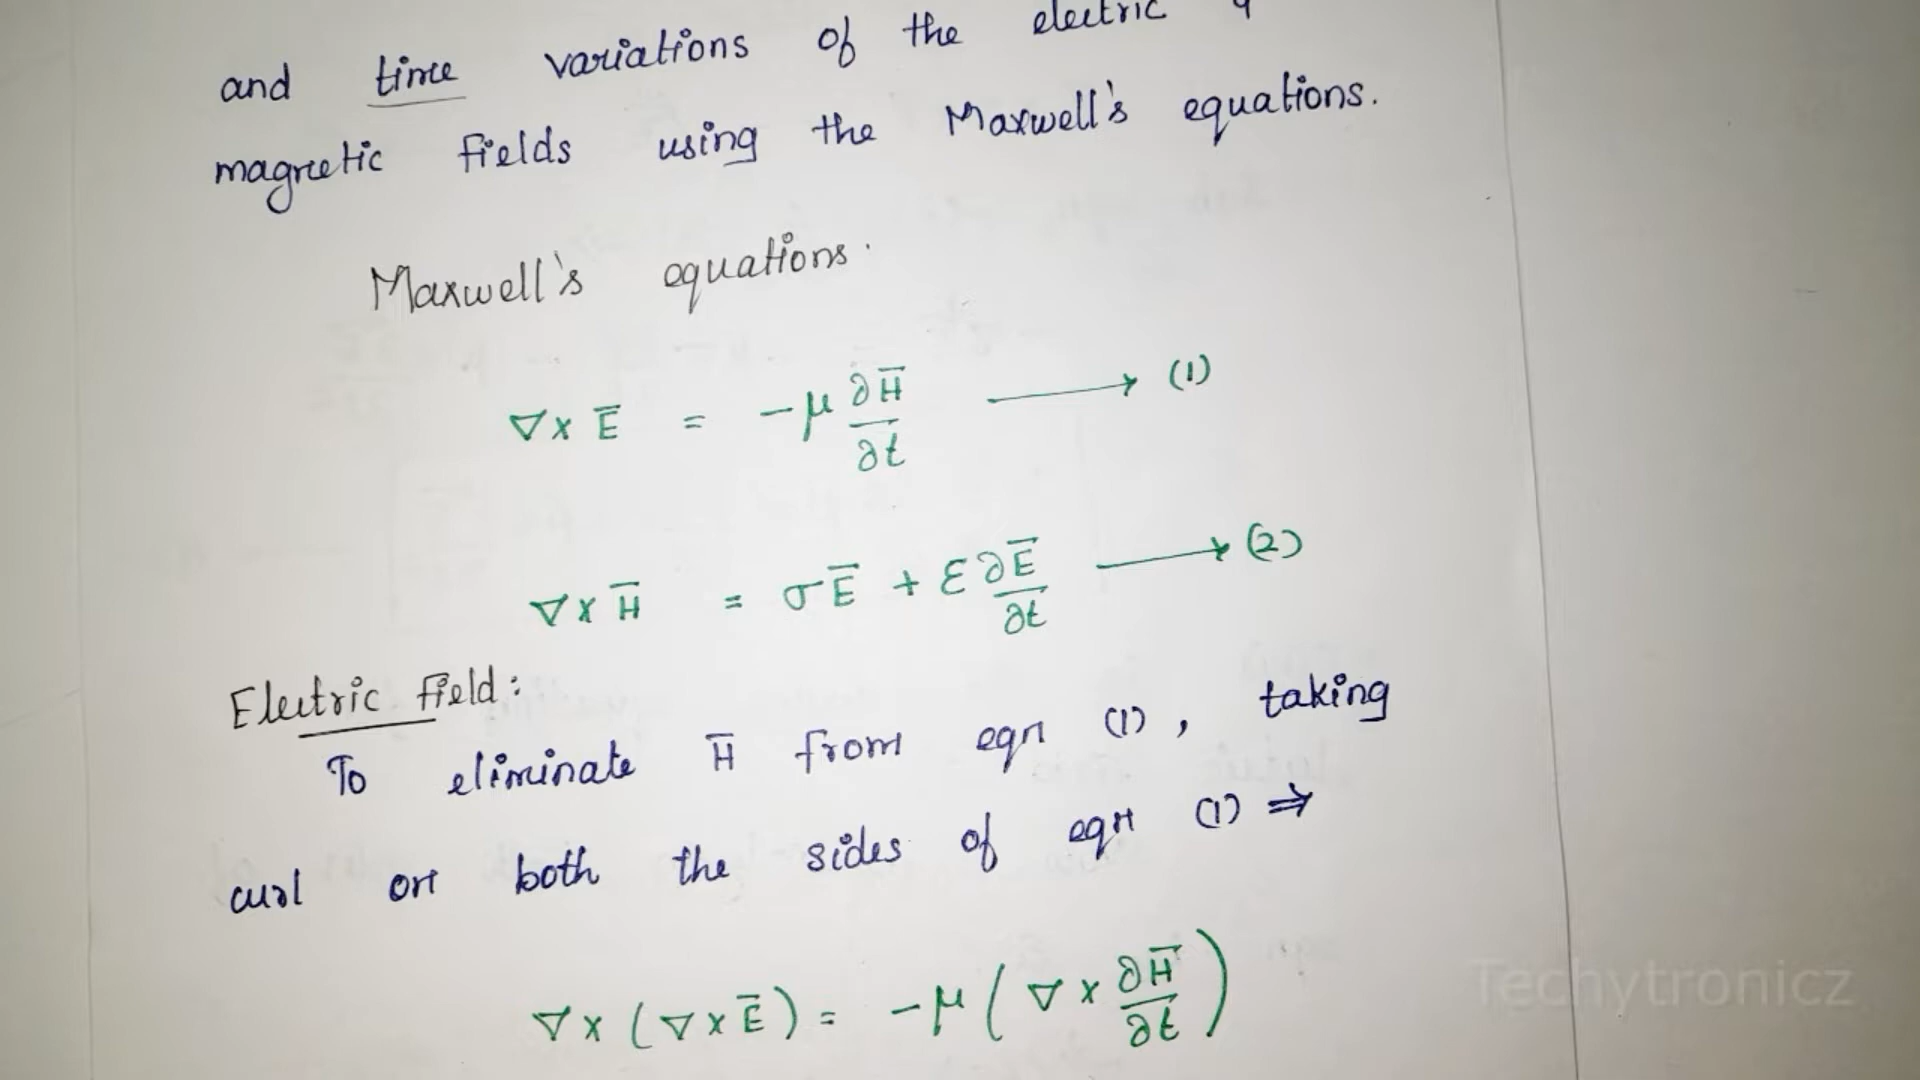 and time variations of the electric
magnetic fields using the Maxwell's equations.
Maxwell's equations.
∇ × E̅ = -μ ∂H̅/∂t ⟶ (1)
∇ × H̅ = σE̅ + ε ∂E̅/∂t ⟶ (2)
Electric field:
To eliminate H̅ from eqn (1), taking
curl on both the sides of eqn (1) ⇒
∇ × (∇ × E̅) = -μ (∇ × ∂H̅/∂t)
Techytronicz